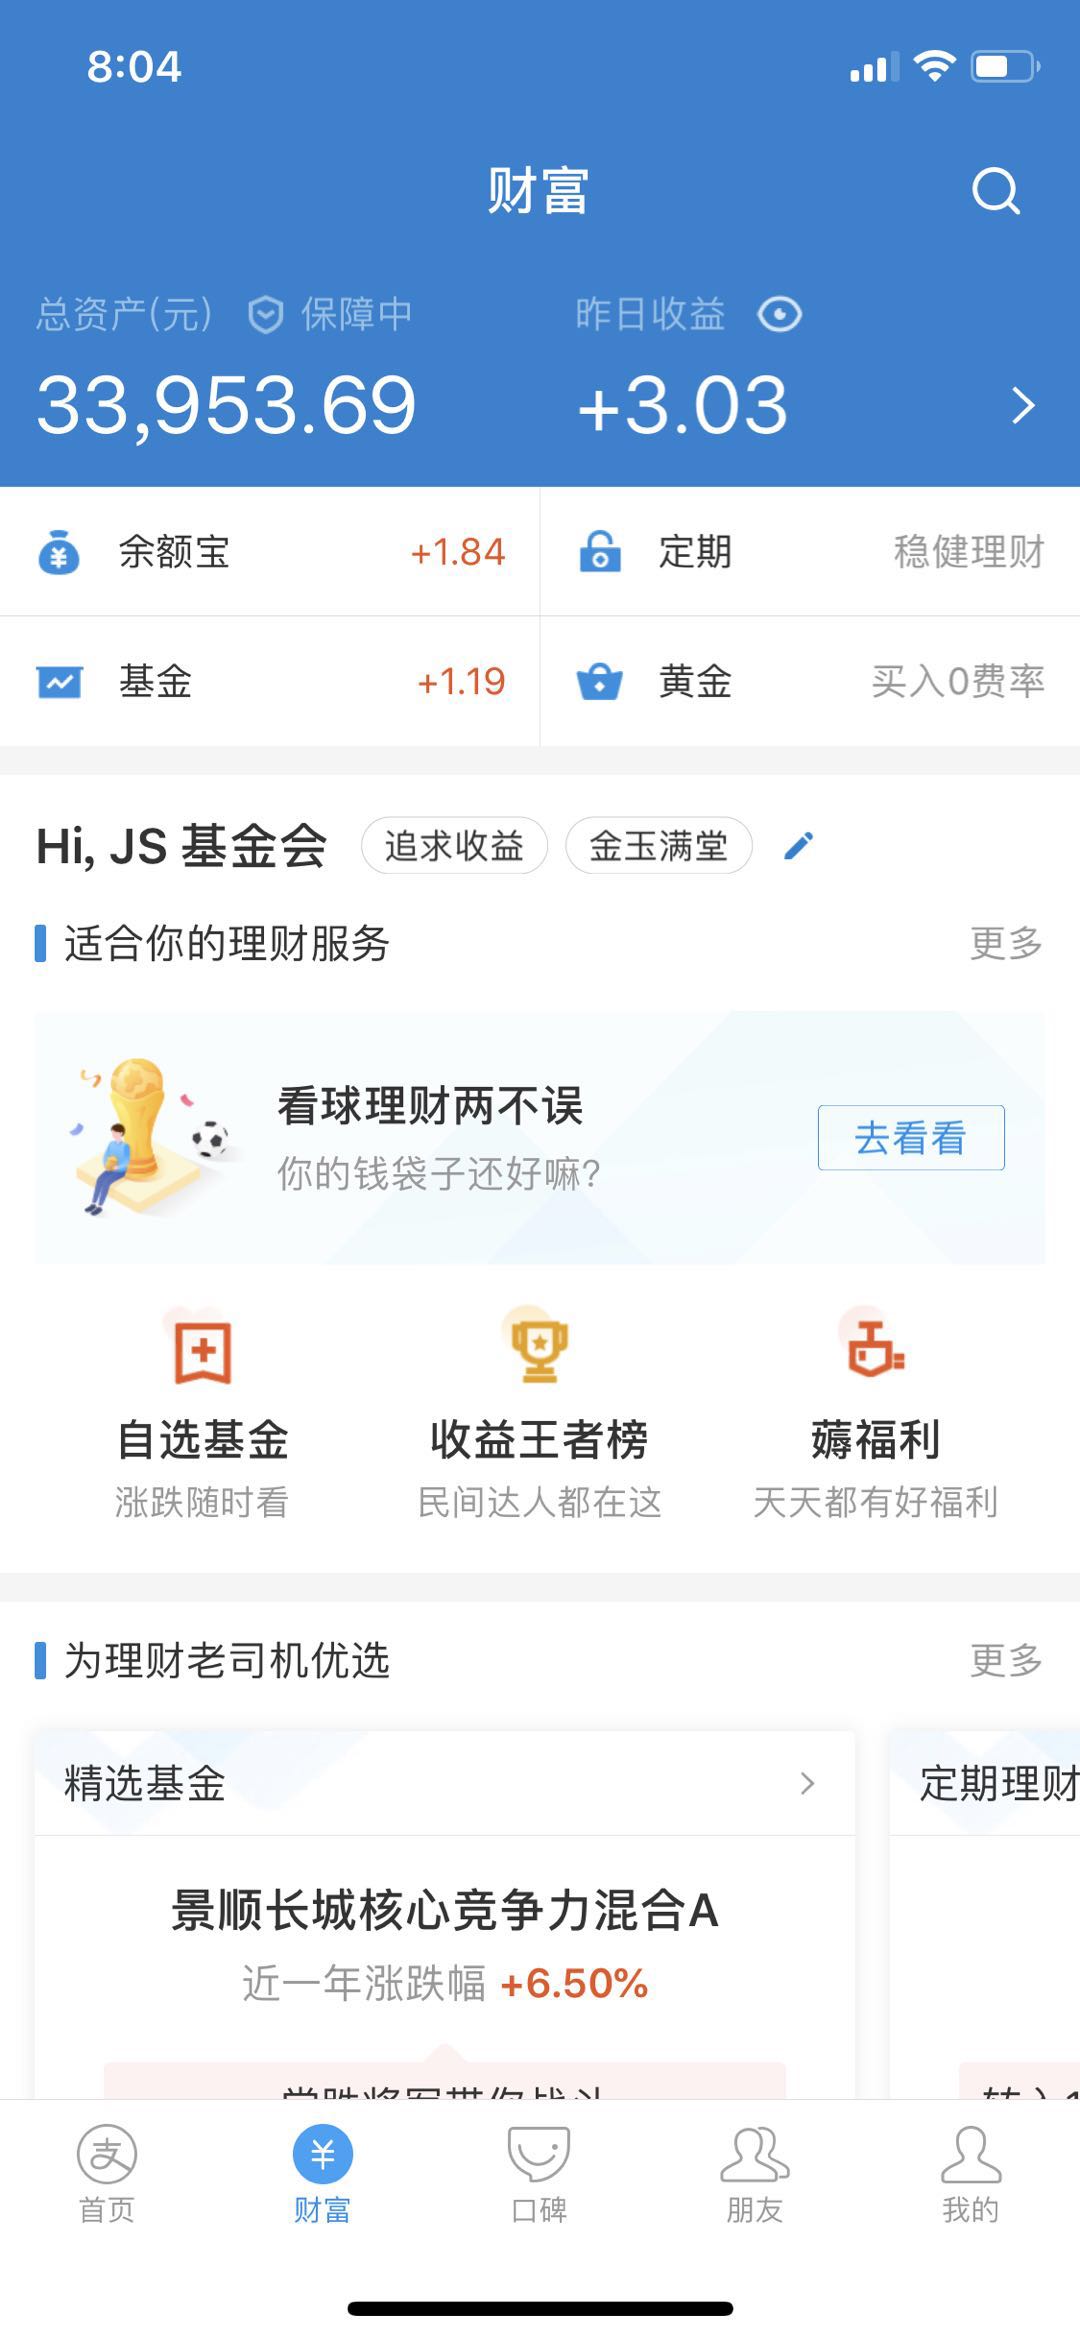 8:04
财富
总资产(元) 保障中 昨日收益
33,953.69 +3.03
余额宝 +1.84 定期 稳健理财
基金 +1.19 黄金 买入0费率
Hi, JS 基金会 追求收益 金玉满堂
适合你的理财服务 更多
看球理财两不误
你的钱袋子还好嘛?
去看看
自选基金 收益王者榜 薅福利
涨跌随时看 民间达人都在这 天天都有好福利
为理财老司机优选 更多
精选基金 定期理财
景顺长城核心竞争力混合A
近一年涨跌幅 +6.50%
支 ¥
首页 财富 口碑 朋友 我的